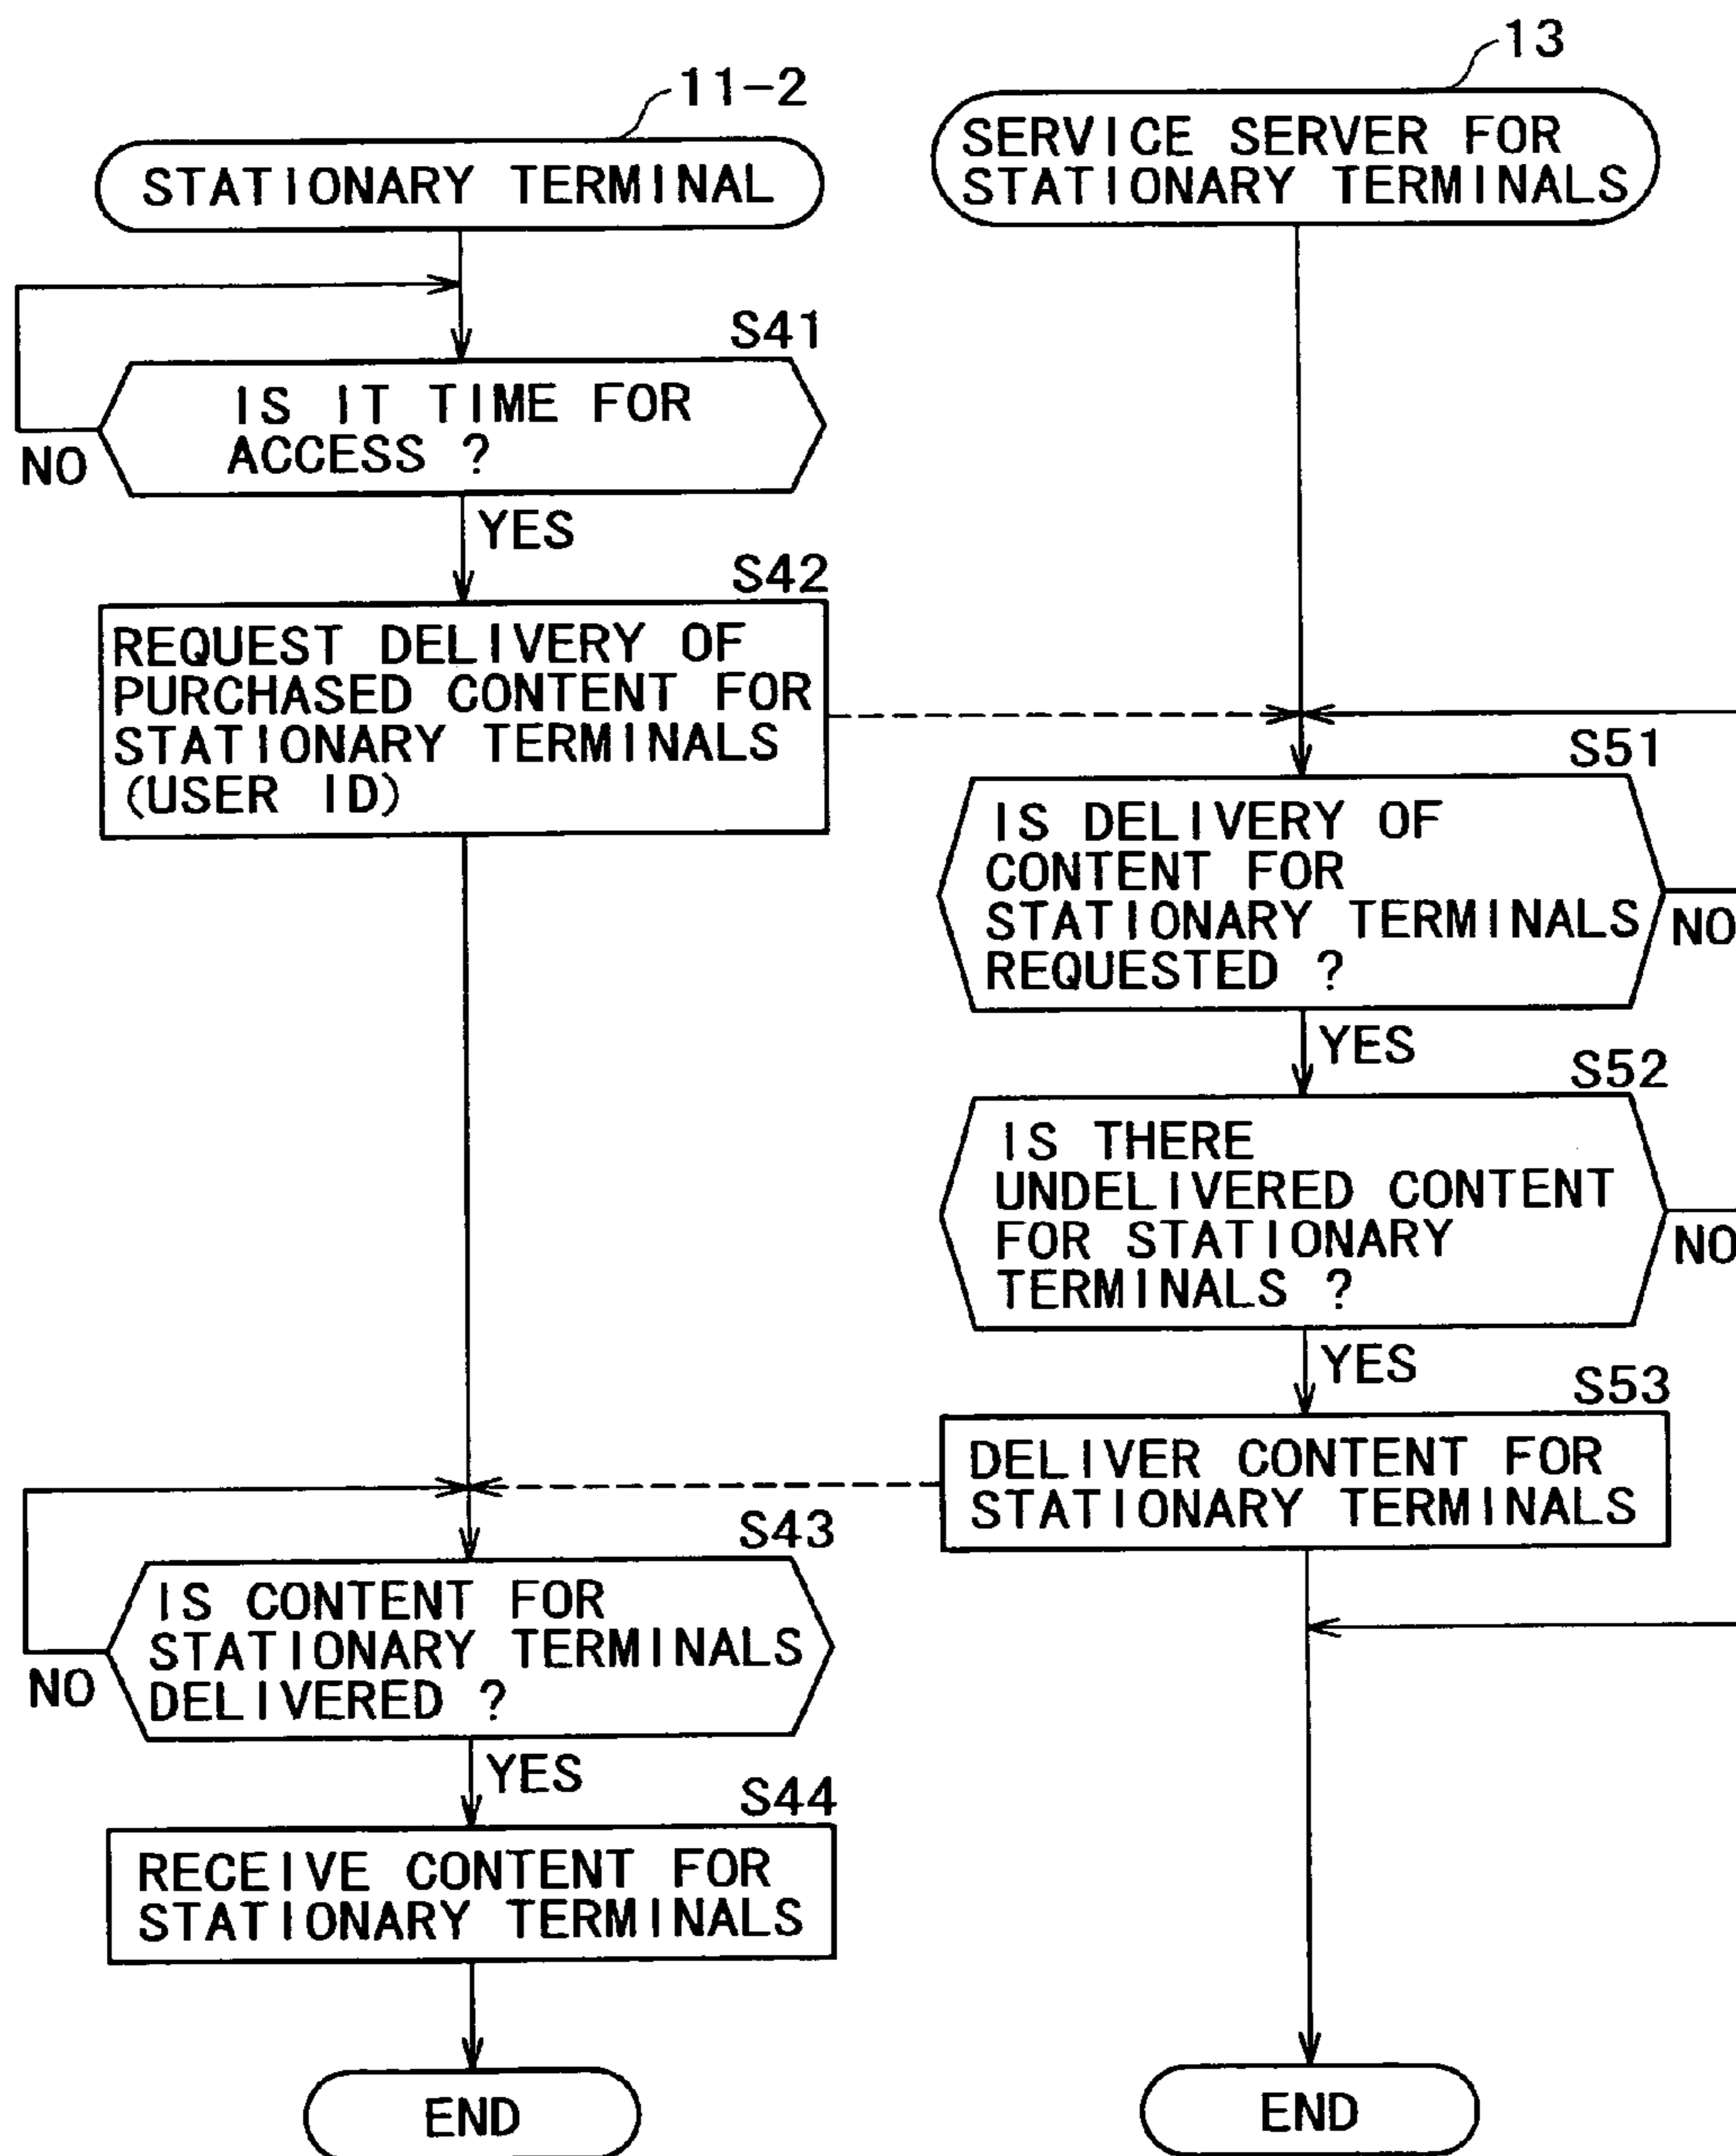 11-2
STATIONARY TERMINAL
S41
IS IT TIME FOR
ACCESS ?
NO
YES
S42
REQUEST DELIVERY OF
PURCHASED CONTENT FOR
STATIONARY TERMINALS
(USER ID)
S43
IS CONTENT FOR
STATIONARY TERMINALS
DELIVERED ?
NO
YES
S44
RECEIVE CONTENT FOR
STATIONARY TERMINALS
END
13
SERVICE SERVER FOR
STATIONARY TERMINALS
S51
IS DELIVERY OF
CONTENT FOR
STATIONARY TERMINALS
REQUESTED ?
NO
YES
S52
IS THERE
UNDELIVERED CONTENT
FOR STATIONARY
TERMINALS ?
NO
YES
S53
DELIVER CONTENT FOR
STATIONARY TERMINALS
END